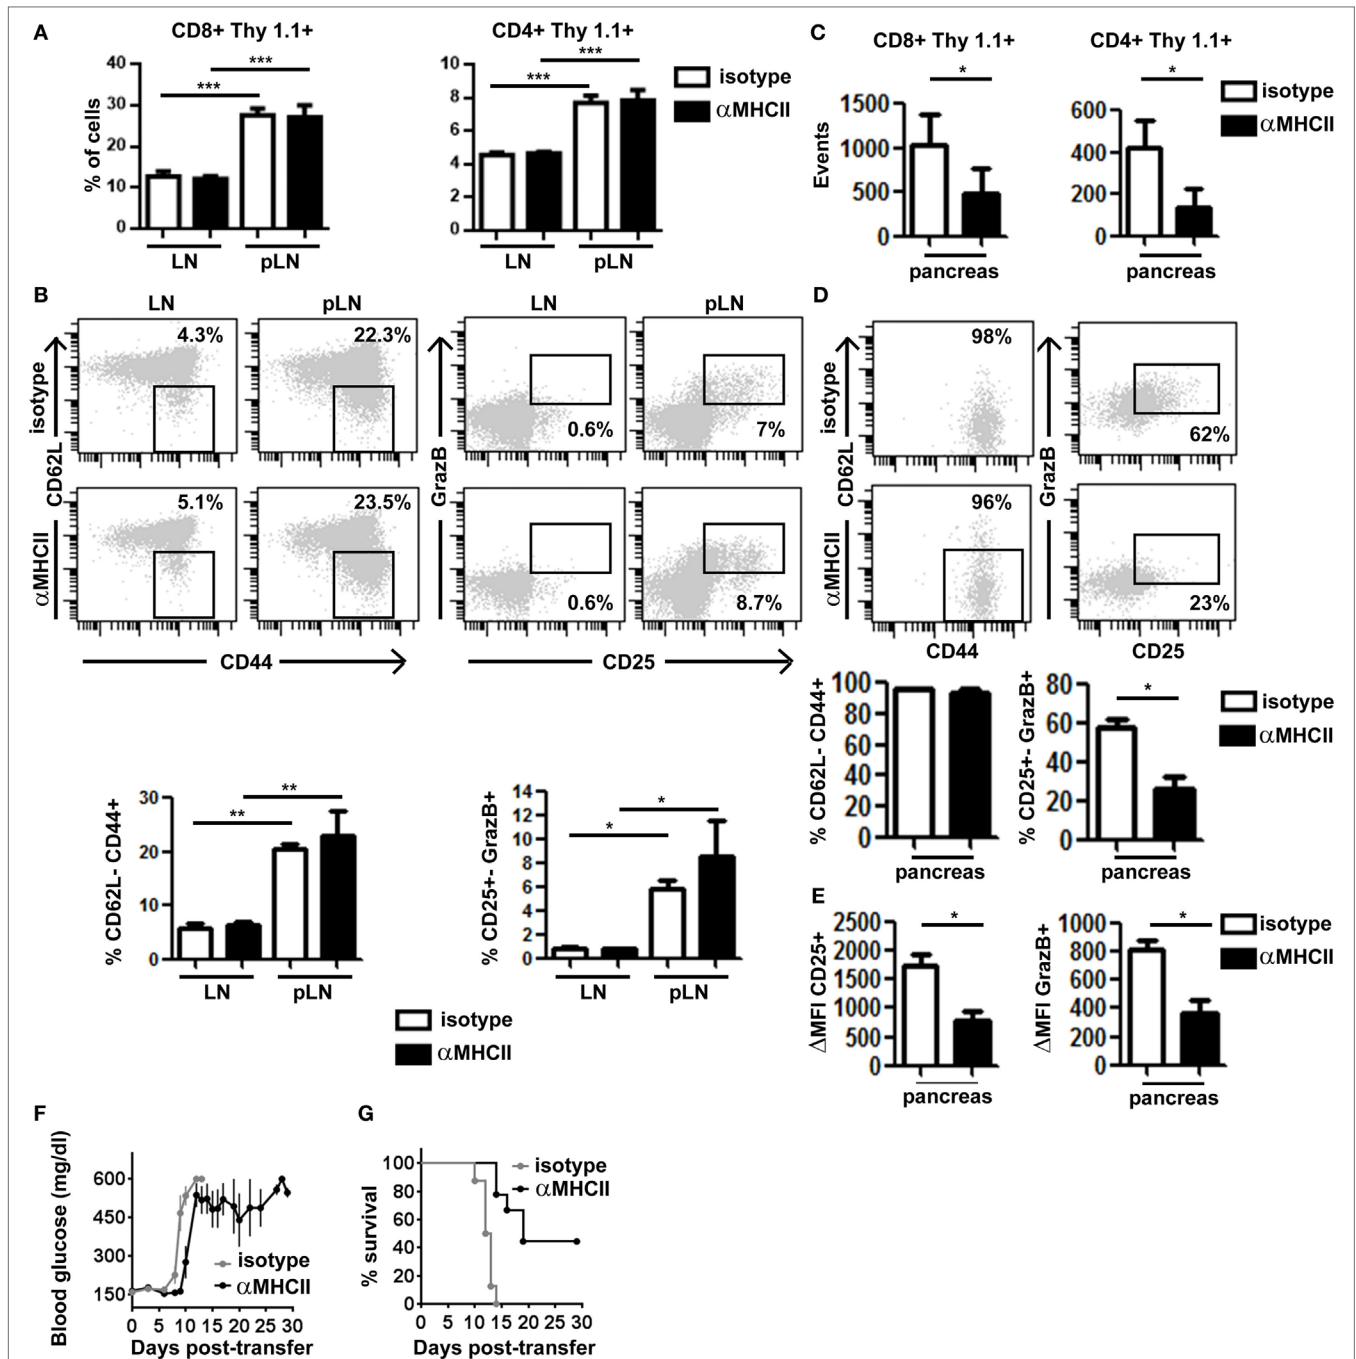 A
CD8+ Thy 1.1+
CD4+ Thy 1.1+
% of cells
50
40
30
20
10
0
***
***
LN
pLN
10
8
6
4
2
0
***
***
LN
pLN
isotype
αMHCII
C
CD8+ Thy 1.1+
CD4+ Thy 1.1+
Events
1500
1000
500
0
*
pancreas
600
400
200
0
*
pancreas
isotype
αMHCII
B
LN
pLN
LN
pLN
isotype
αMHCII
CD62L
4.3%
22.3%
5.1%
23.5%
CD44
GrazB
0.6%
7%
0.6%
8.7%
CD25
% CD62L- CD44+
30
20
10
0
**
**
LN
pLN
% CD25+- GrazB+
14
12
10
8
6
4
2
0
*
*
LN
pLN
isotype
αMHCII
D
isotype
αMHCII
CD62L
98%
96%
CD44
GrazB
62%
23%
CD25
% CD62L- CD44+
100
80
60
40
20
0
pancreas
% CD25+- GrazB+
80
60
40
20
0
*
pancreas
isotype
αMHCII
E
ΔMFI CD25+
2500
2000
1500
1000
500
0
*
pancreas
ΔMFI GrazB+
1000
800
600
400
200
0
*
pancreas
isotype
αMHCII
F
Blood glucose (mg/dl)
600
450
300
150
isotype
αMHCII
0 5 10 15 20 25 30
Days post-transfer
G
% survival
100
80
60
40
20
0
isotype
αMHCII
0 5 10 15 20 25 30
Days post-transfer